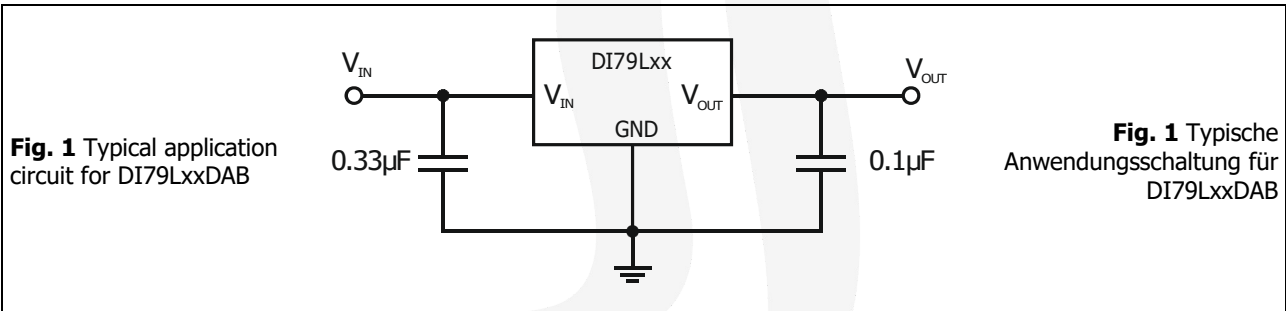 Fig. 1 Typical application
circuit for DI79LxxDAB
V_IN
DI79Lxx
V_IN
V_OUT
GND
V_OUT
0.33µF
0.1µF
Fig. 1 Typische
Anwendungsschaltung für
DI79LxxDAB